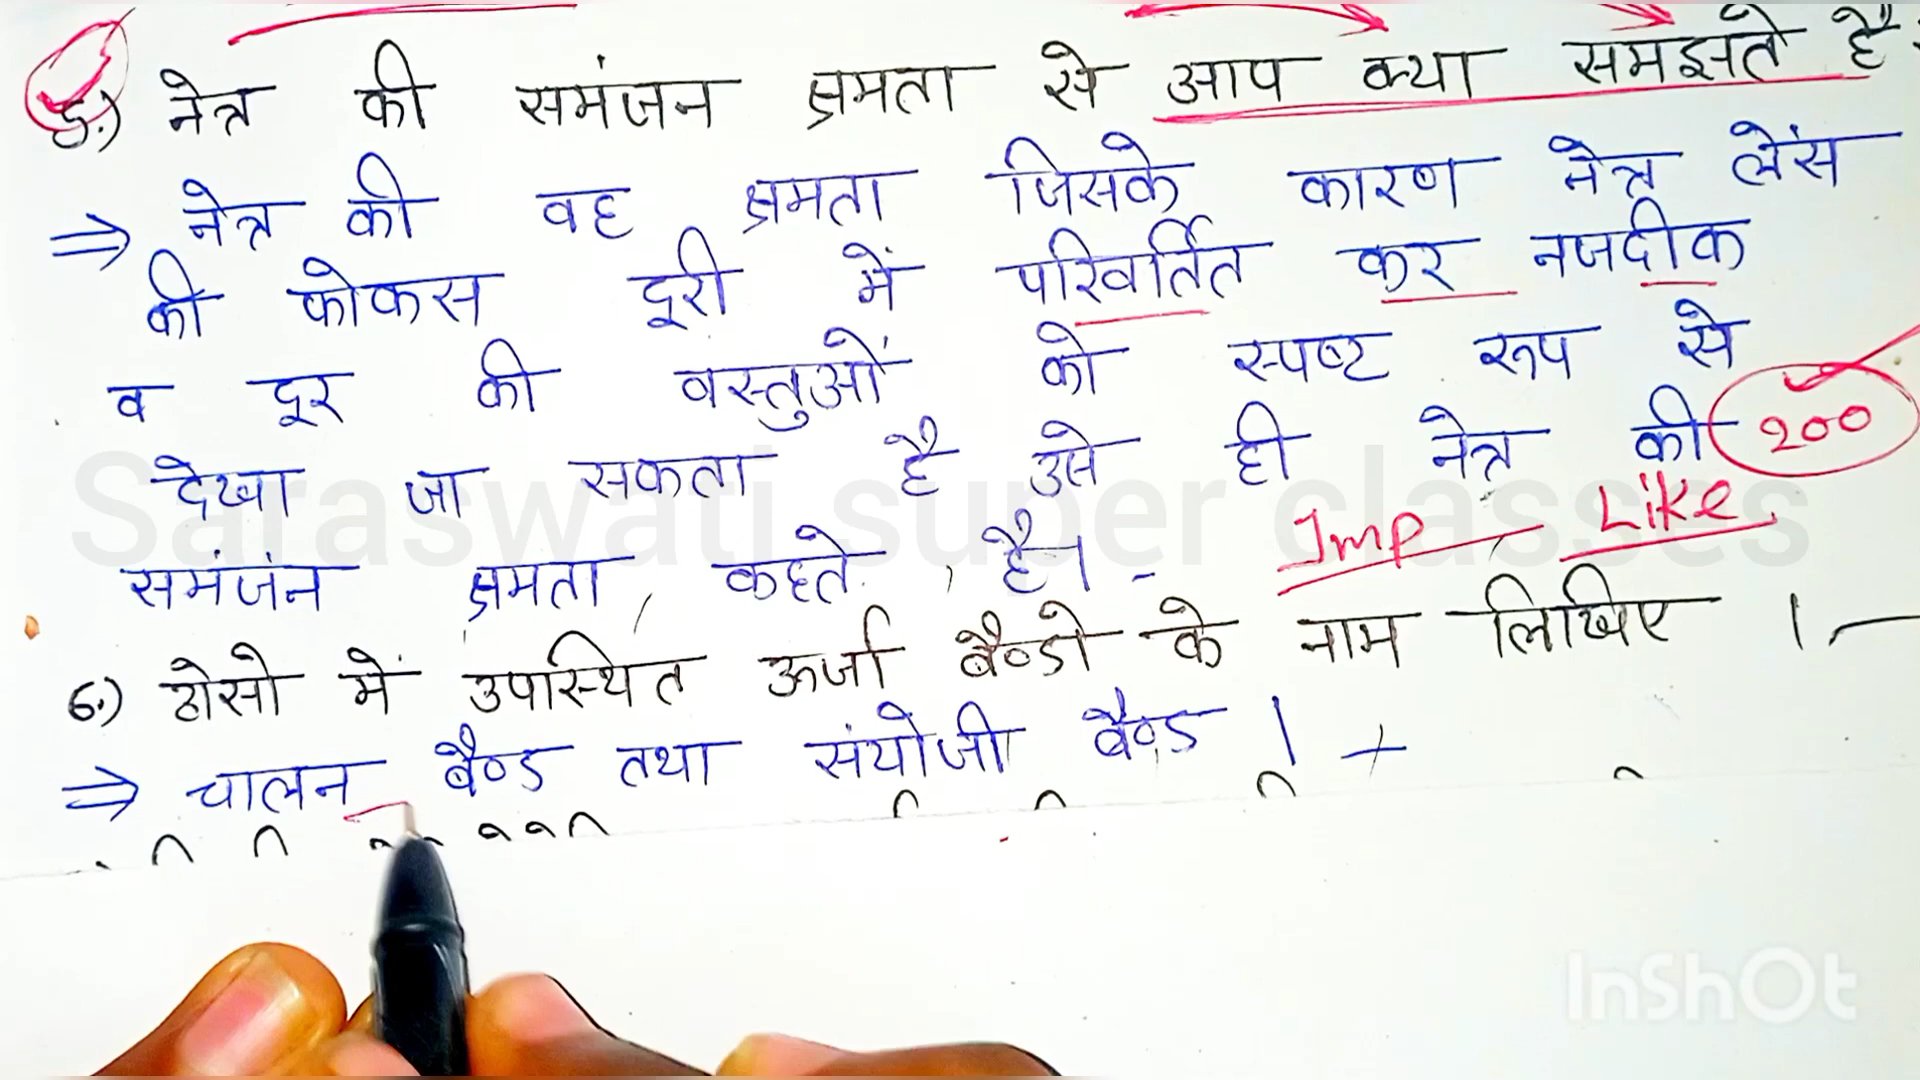 5.) नेत्र की समंजन क्षमता से आप क्या समझते है
⇒ नेत्र की वह क्षमता जिसके कारण नेत्र लेंस
की फोकस दूरी में परिवर्तित कर नजदीक
व दूर की वस्तुओं को स्पष्ट रूप से
देखा जा सकता है उसे ही नेत्र की
200
Imp Like
समंजंन क्षमता कहते है। -
6.) ठोसो में उपस्थित ऊर्जा बैण्डो के नाम लिखिए । -
⇒ चालन बैण्ड तथा संयोजी बैण्ड ।
Saraswati super classes
InShOt